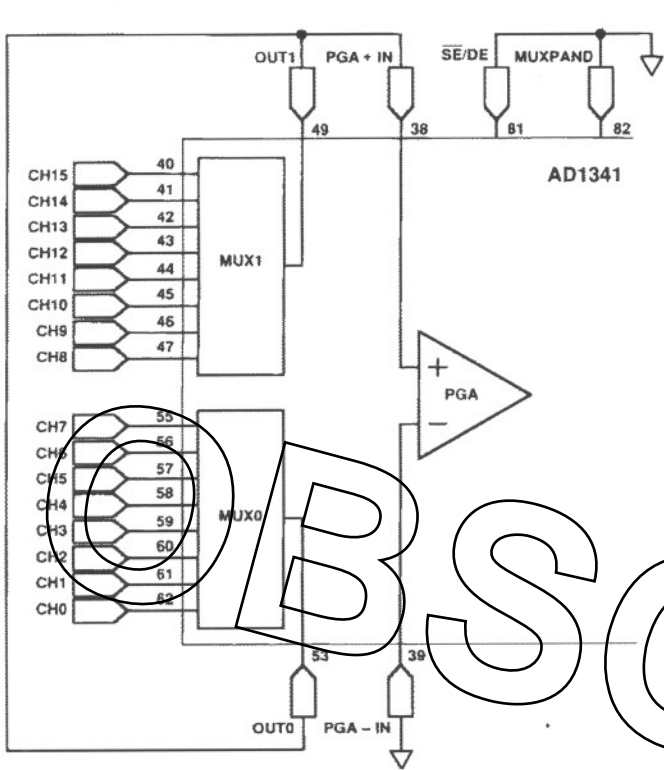 OUT1 PGA + IN SE/DE MUXPAND
49 38 81 82
AD1341
CH15 40
CH14 41
CH13 42
CH12 43
CH11 44
CH10 45
CH9 46
CH8 47
MUX1
+
PGA
−
CH7 55
CH6 56
CH5 57
CH4 58
CH3 59
CH2 60
CH1 61
CH0 62
MUX0
53 39
OUT0 PGA – IN
OBSO